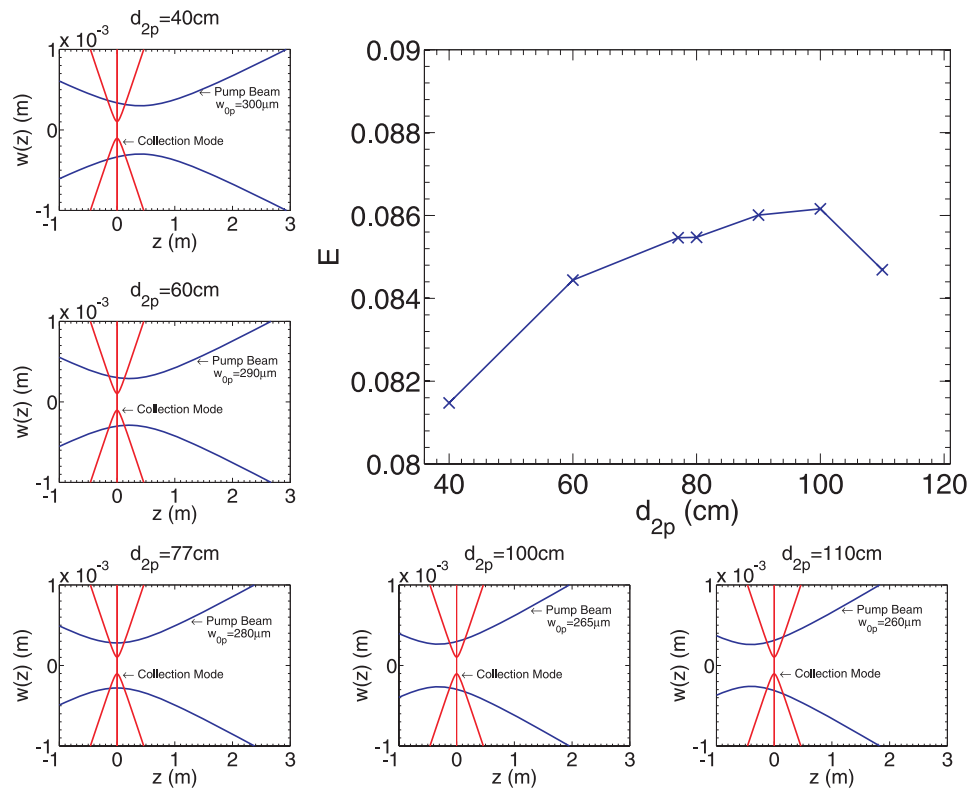 d2p=40cm
x 10-3
1
0
-1
w(z) (m)
← Pump Beam
w0p=300μm
← Collection Mode
-1 0 1 2 3
z (m)
d2p=60cm
x 10-3
1
0
-1
w(z) (m)
← Pump Beam
w0p=290μm
← Collection Mode
-1 0 1 2 3
z (m)
0.09
0.088
0.086
0.084
0.082
0.08
E
40 60 80 100 120
d2p (cm)
d2p=77cm
x 10-3
1
0
-1
w(z) (m)
← Pump Beam
w0p=280μm
← Collection Mode
-1 0 1 2 3
z (m)
d2p=100cm
x 10-3
1
0
-1
w(z) (m)
← Pump Beam
w0p=265μm
← Collection Mode
-1 0 1 2 3
z (m)
d2p=110cm
x 10-3
1
0
-1
w(z) (m)
← Pump Beam
w0p=260μm
← Collection Mode
-1 0 1 2 3
z (m)